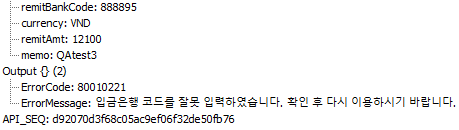 remitBankCode: 888895
currency: VND
remitAmt: 12100
memo: QAtest3
Output {} (2)
ErrorCode: 80010221
ErrorMessage: 입금은행 코드를 잘못 입력하였습니다. 확인 후 다시 이용하시기 바랍니다.
API_SEQ: d92070d3f68c05ac9ef06f32de50fb76